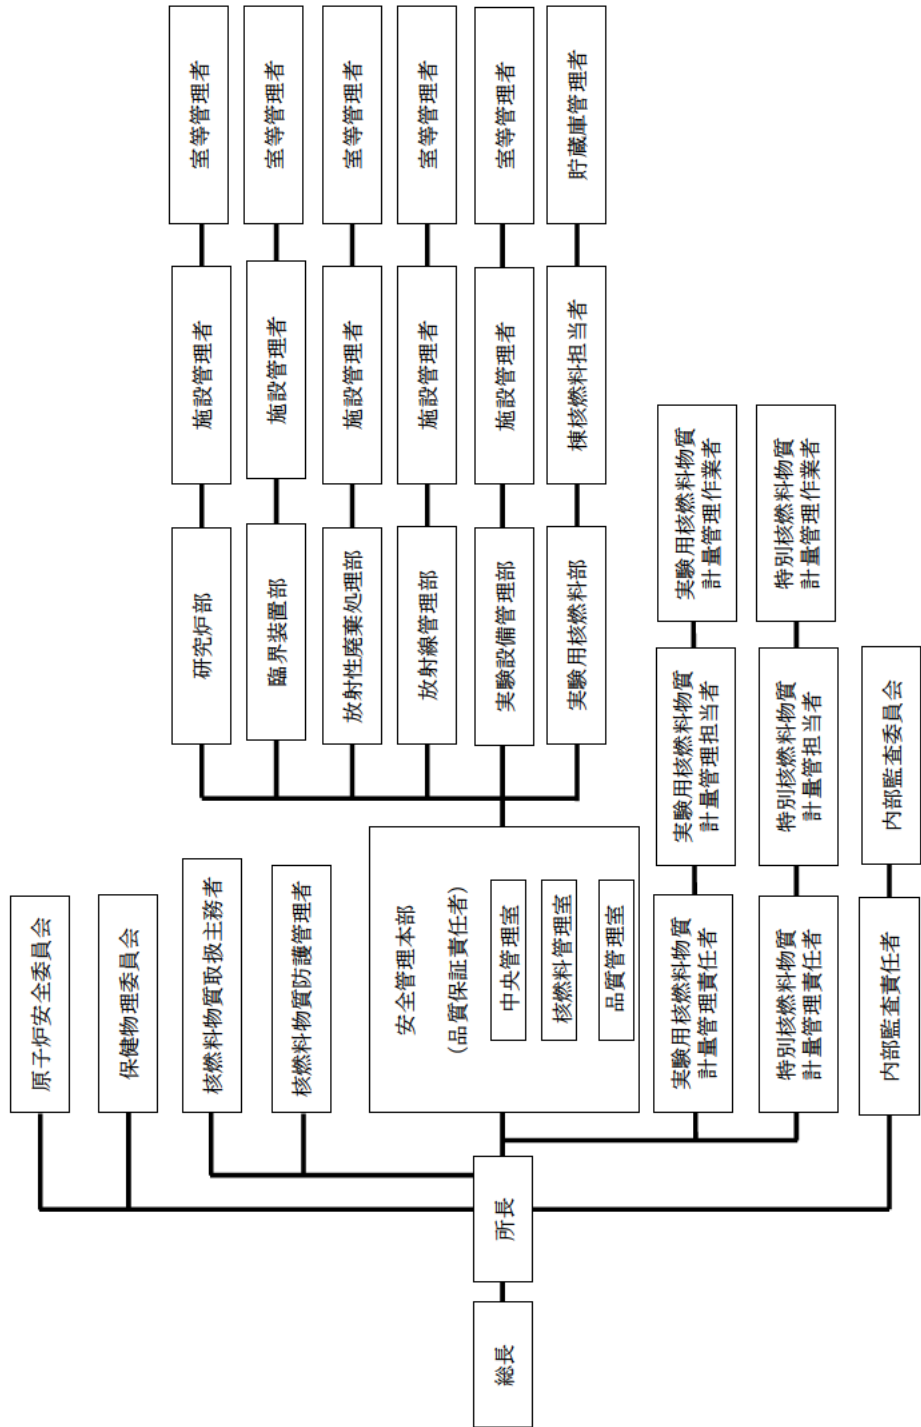 総長
所長
原子炉安全委員会
保健物理委員会
核燃料物質取扱主務者
核燃料物質防護管理者
安全管理本部
（品質保証責任者）
中央管理室
核燃料管理室
品質管理室
研究炉部
施設管理者
室等管理者
臨界装置部
施設管理者
室等管理者
放射性廃棄処理部
施設管理者
室等管理者
放射線管理部
施設管理者
室等管理者
実験設備管理部
施設管理者
室等管理者
実験用核燃料部
棟核燃料担当者
貯蔵庫管理者
実験用核燃料物質
計量管理責任者
実験用核燃料物質
計量管理担当者
実験用核燃料物質
計量管理作業者
特別核燃料物質
計量管理責任者
特別核燃料物質
計量管担当者
特別核燃料物質
計量管理作業者
内部監査責任者
内部監査委員会